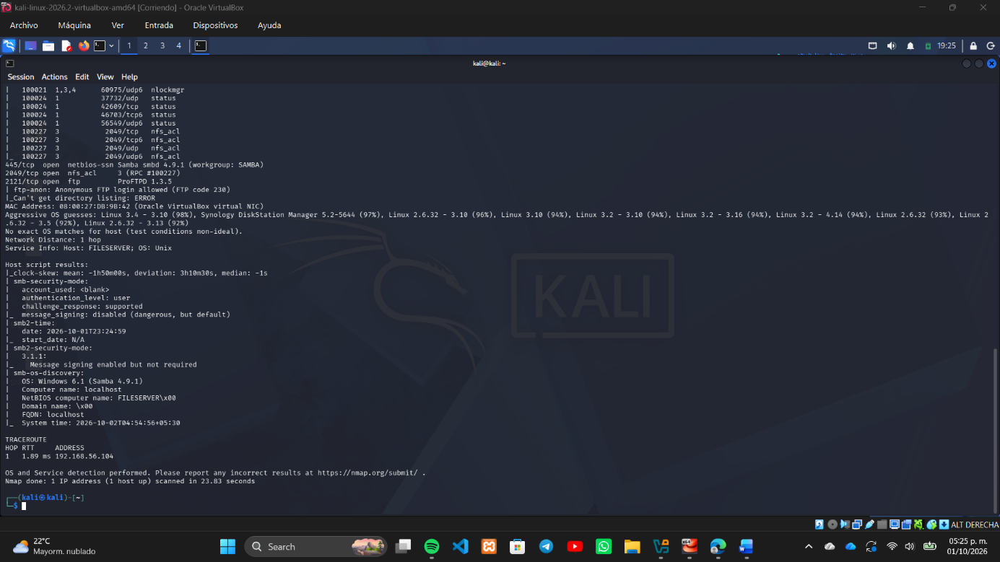 kali-linux-2026.2-virtualbox-amd64 [Corriendo] - Oracle VirtualBox
Archivo Máquina Ver Entrada Dispositivos Ayuda
1 2 3 4 19:25
kali@kali: ~
Session Actions Edit View Help
|   100021  1,3,4      60975/udp6  nlockmgr
|   100024  1          37732/udp   status
|   100024  1          42609/tcp   status
|   100024  1          46703/tcp6  status
|   100024  1          56549/udp6  status
|   100227  3           2049/tcp   nfs_acl
|   100227  3           2049/tcp6  nfs_acl
|   100227  3           2049/udp   nfs_acl
|_  100227  3           2049/udp6  nfs_acl
445/tcp  open  netbios-ssn Samba smbd 4.9.1 (workgroup: SAMBA)
2049/tcp open  nfs_acl     3 (RPC #100227)
2121/tcp open  ftp         ProFTPD 1.3.5
| ftp-anon: Anonymous FTP login allowed (FTP code 230)
|_Can't get directory listing: ERROR
MAC Address: 08:00:27:DB:9B:42 (Oracle VirtualBox virtual NIC)
Aggressive OS guesses: Linux 3.4 - 3.10 (98%), Synology DiskStation Manager 5.2-5644 (97%), Linux 2.6.32 - 3.10 (96%), Linux 3.10 (94%), Linux 3.2 - 3.10 (94%), Linux 3.2 - 3.16 (94%), Linux 3.2 - 4.14 (94%), Linux 2.6.32 (93%), Linux 2
.6.32 - 3.5 (92%), Linux 2.6.32 - 3.13 (92%)
No exact OS matches for host (test conditions non-ideal).
Network Distance: 1 hop
Service Info: Host: FILESERVER; OS: Unix
Host script results:
|_clock-skew: mean: -1h50m00s, deviation: 3h10m30s, median: -1s
| smb-security-mode:
|   account_used: <blank>
|   authentication_level: user
|   challenge_response: supported
|_  message_signing: disabled (dangerous, but default)
| smb2-time:
|   date: 2026-10-01T23:24:59
|_  start_date: N/A
| smb2-security-mode:
|   3.1.1:
|_    Message signing enabled but not required
| smb-os-discovery:
|   OS: Windows 6.1 (Samba 4.9.1)
|   Computer name: localhost
|   NetBIOS computer name: FILESERVER\x00
|   Domain name: \x00
|   FQDN: localhost
|_  System time: 2026-10-02T04:54:56+05:30
TRACEROUTE
HOP RTT     ADDRESS
1   1.89 ms 192.168.56.104
OS and Service detection performed. Please report any incorrect results at https://nmap.org/submit/ .
Nmap done: 1 IP address (1 host up) scanned in 23.83 seconds
(kali㉿kali)-[~]
$
KALI
ALT DERECHA
22°C
Mayorm. nublado
Search
05:25 p. m.
01/10/2026